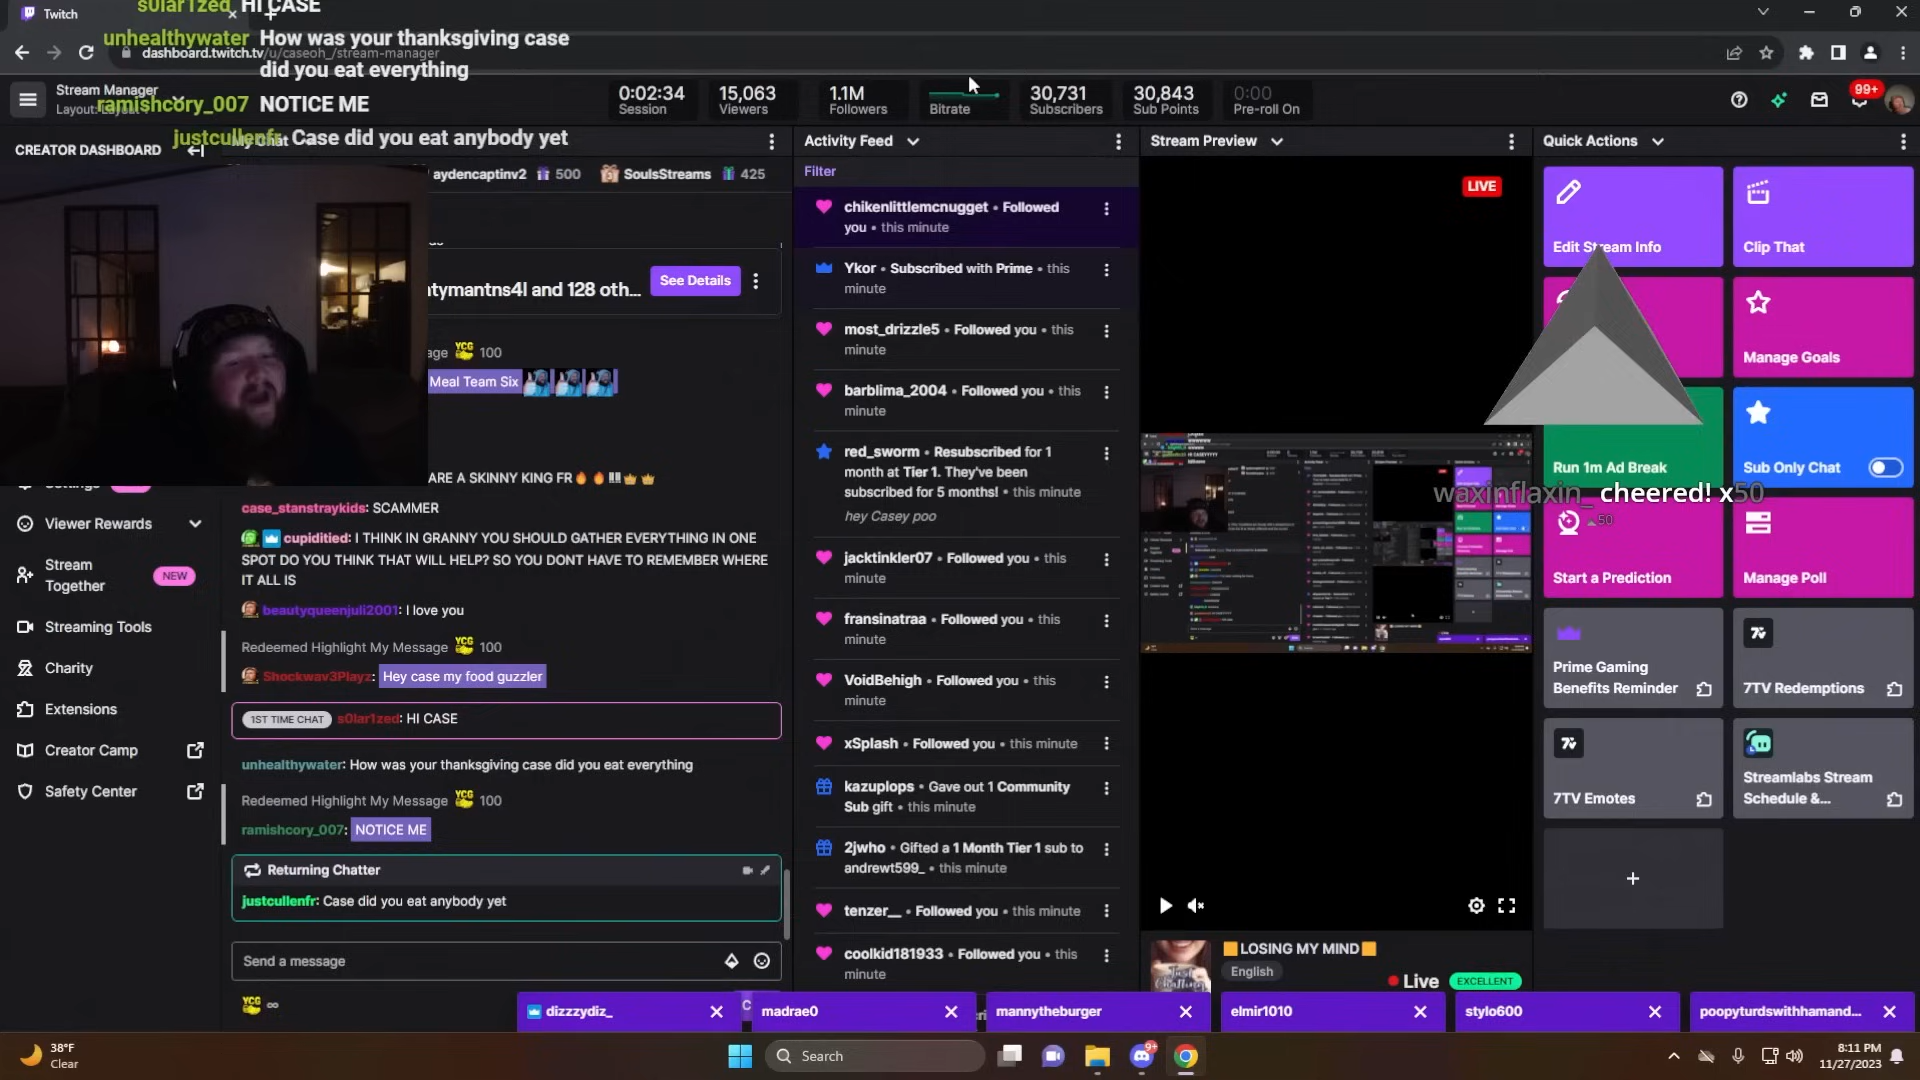 Twitch
s0lar1zed HI CASE
unhealthywater How was your thanksgiving case
did you eat everything
dashboard.twitch.tv/u/caseoh_/stream-manager
ramishcory_007 NOTICE ME
justcullenfr Case did you eat anybody yet
Stream Manager
0:02:34
Session
15,063
Viewers
1.1M
Followers
Bitrate
30,731
Subscribers
30,843
Sub Points
0:00
Pre-roll On
99+
CREATOR DASHBOARD
My Chat
aydencaptinv2 500 SoulsStreams 425
ntymantns4l and 128 oth...
See Details
100
Meal Team Six
ARE A SKINNY KING FR🔥🔥‼️👑👑
case_stanstraykids: SCAMMER
cupiditied: I THINK IN GRANNY YOU SHOULD GATHER EVERYTHING IN ONE
SPOT DO YOU THINK THAT WILL HELP? SO YOU DONT HAVE TO REMEMBER WHERE
IT ALL IS
beautyqueenjuli2001: I love you
Redeemed Highlight My Message YCG 100
Shockwav3Playz: Hey case my food guzzler
1ST TIME CHAT s0lar1zed: HI CASE
unhealthywater: How was your thanksgiving case did you eat everything
Redeemed Highlight My Message YCG 100
ramishcory_007: NOTICE ME
Returning Chatter
justcullenfr: Case did you eat anybody yet
Send a message
YCG ∞
Settings
Viewer Rewards
Stream
Together
NEW
Streaming Tools
Charity
Extensions
Creator Camp
Safety Center
Activity Feed
Filter
chikenlittlemcnugget • Followed
you • this minute
Ykor • Subscribed with Prime • this
minute
most_drizzle5 • Followed you • this
minute
barblima_2004 • Followed you • this
minute
red_sworm • Resubscribed for 1
month at Tier 1. They've been
subscribed for 5 months! • this minute
hey Casey poo
jacktinkler07 • Followed you • this
minute
fransinatraa • Followed you • this
minute
VoidBehigh • Followed you • this
minute
xSplash • Followed you • this minute
kazuplops • Gave out 1 Community
Sub gift • this minute
2jwho • Gifted a 1 Month Tier 1 sub to
andrewt599_ • this minute
tenzer__ • Followed you • this minute
coolkid181933 • Followed you • this
minute
Stream Preview
LIVE
🟧LOSING MY MIND🟧
English
Live
EXCELLENT
Quick Actions
Edit Stream Info
Clip That
Manage Goals
Run 1m Ad Break
Sub Only Chat
waxinflaxin_ cheered! x50
50
Start a Prediction
Manage Poll
Prime Gaming
Benefits Reminder
7TV Redemptions
7TV Emotes
Streamlabs Stream
Schedule &...
+
dizzzydiz_
madrae0
mannytheburger
elmir1010
stylo600
poopyturdswithhamand...
38°F
Clear
Search
9+
8:11 PM
11/27/2023